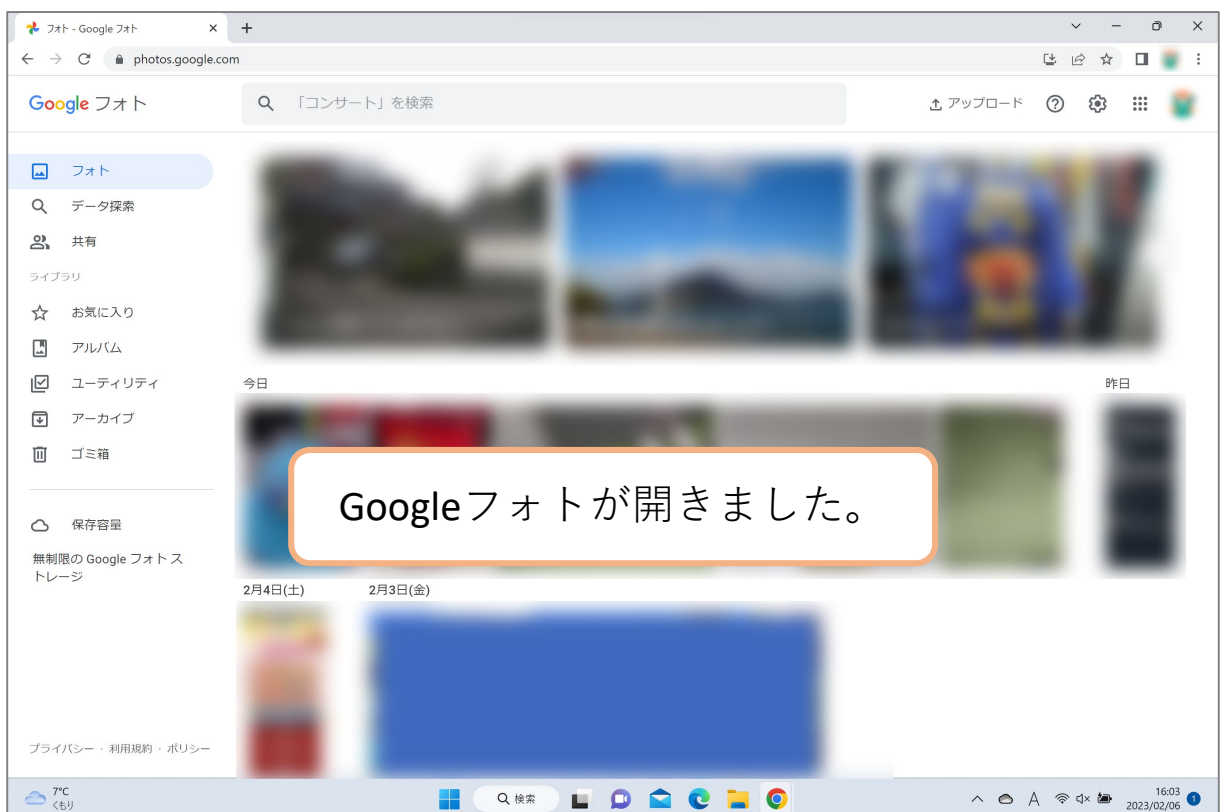 フォト - Google フォト
photos.google.com
Google フォト
「コンサート」を検索
アップロード
フォト
データ探索
共有
ライブラリ
お気に入り
アルバム
ユーティリティ
アーカイブ
ゴミ箱
保存容量
無制限の Google フォト ス
トレージ
プライバシー · 利用規約 · ポリシー
今日
昨日
Googleフォトが開きました。
2月4日(土)
2月3日(金)
7°C
くもり
検索
A
16:03
2023/02/06
1